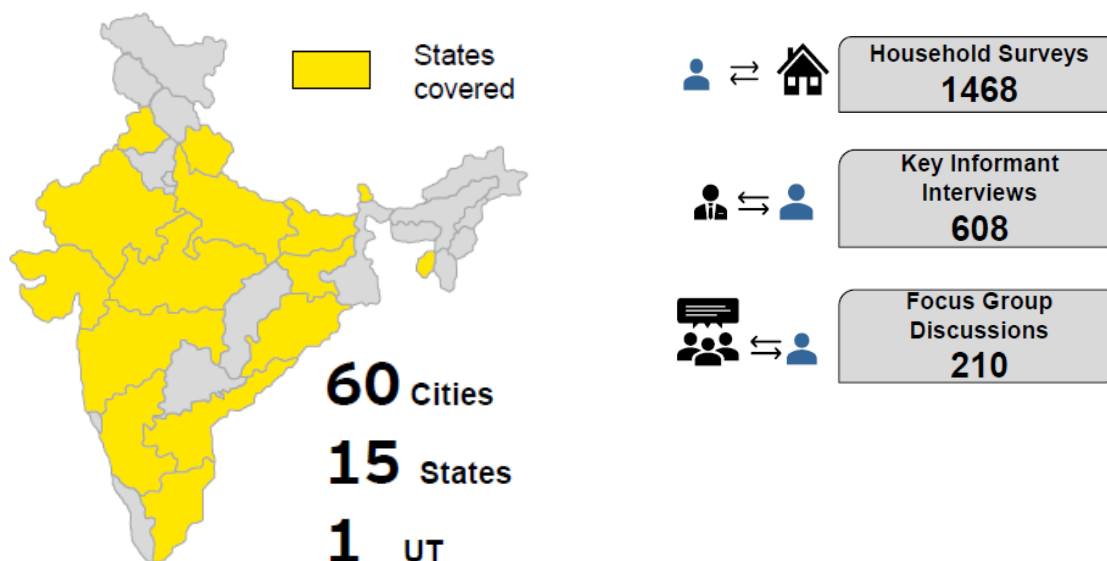 States
covered
60 Cities
15 States
1 UT
Household Surveys
1468
Key Informant
Interviews
608
Focus Group
Discussions
210